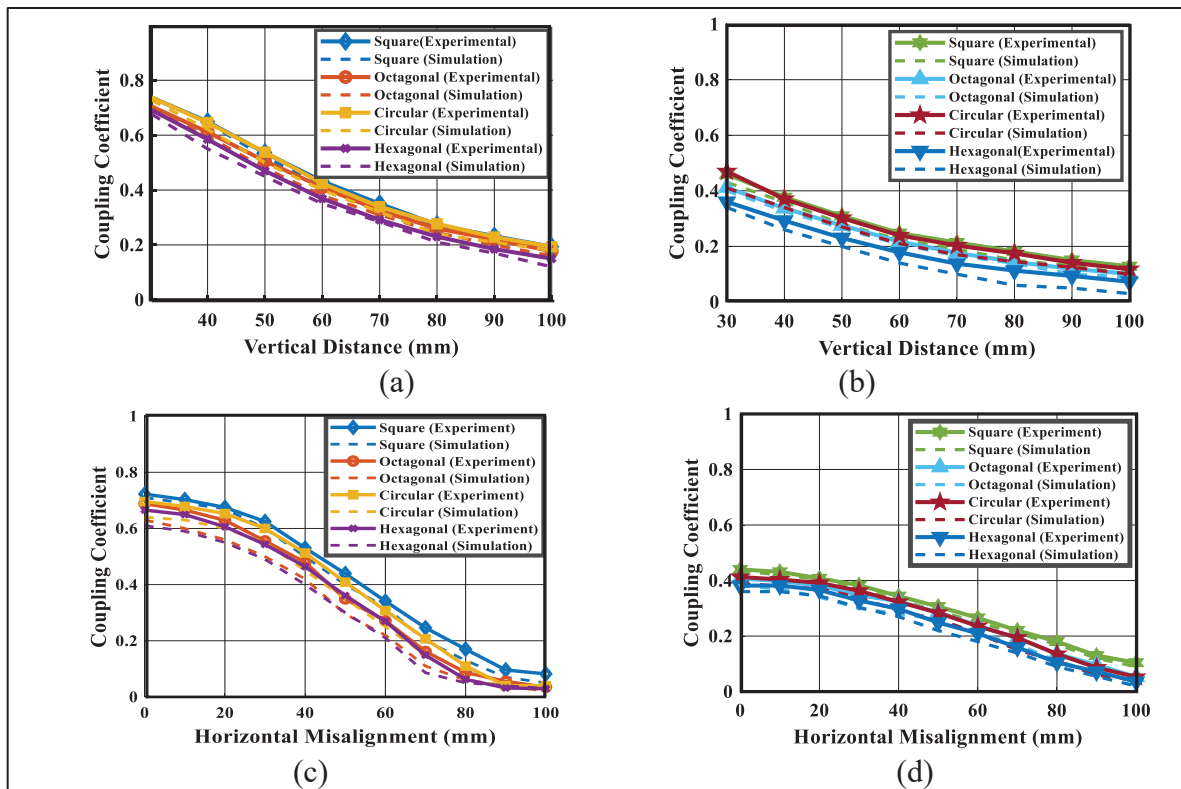 Coupling Coefficient
0.8
0.6
0.4
0.2
0
40 50 60 70 80 90 100
Vertical Distance (mm)
Square(Experimental)
Square (Simulation)
Octagonal (Experimental)
Octagonal (Simulation)
Circular (Experimental)
Circular (Simulation)
Hexagonal (Experimental)
Hexagonal (Simulation)
(a)
Coupling Coefficient
1
0.8
0.6
0.4
0.2
0
30 40 50 60 70 80 90 100
Vertical Distance (mm)
Square (Experimental)
Square (Simulation)
Octagonal (Experimental)
Octagonal (Simulation)
Circular (Experimental)
Circular (Simulation)
Hexagonal(Experimental)
Hexagonal (Simulation)
(b)
Coupling Coefficient
1
0.8
0.6
0.4
0.2
0
0 20 40 60 80 100
Horizontal Misalignment (mm)
Square (Experiment)
Square (Simulation)
Octagonal (Experiment)
Octagonal (Simulation)
Circular (Experiment)
Circular (Simulation)
Hexagonal (Experiment)
Hexagonal (Simulation)
(c)
Coupling Coefficient
1
0.8
0.6
0.4
0.2
0
0 20 40 60 80 100
Horizontal Misalignment (mm)
Square (Experiment)
Square (Simulation
Octagonal (Experiment)
Octagonal (Simulation)
Circular (Experiment)
Circular (Simulation)
Hexagonal (Experiment)
Hexagonal (Simulation)
(d)